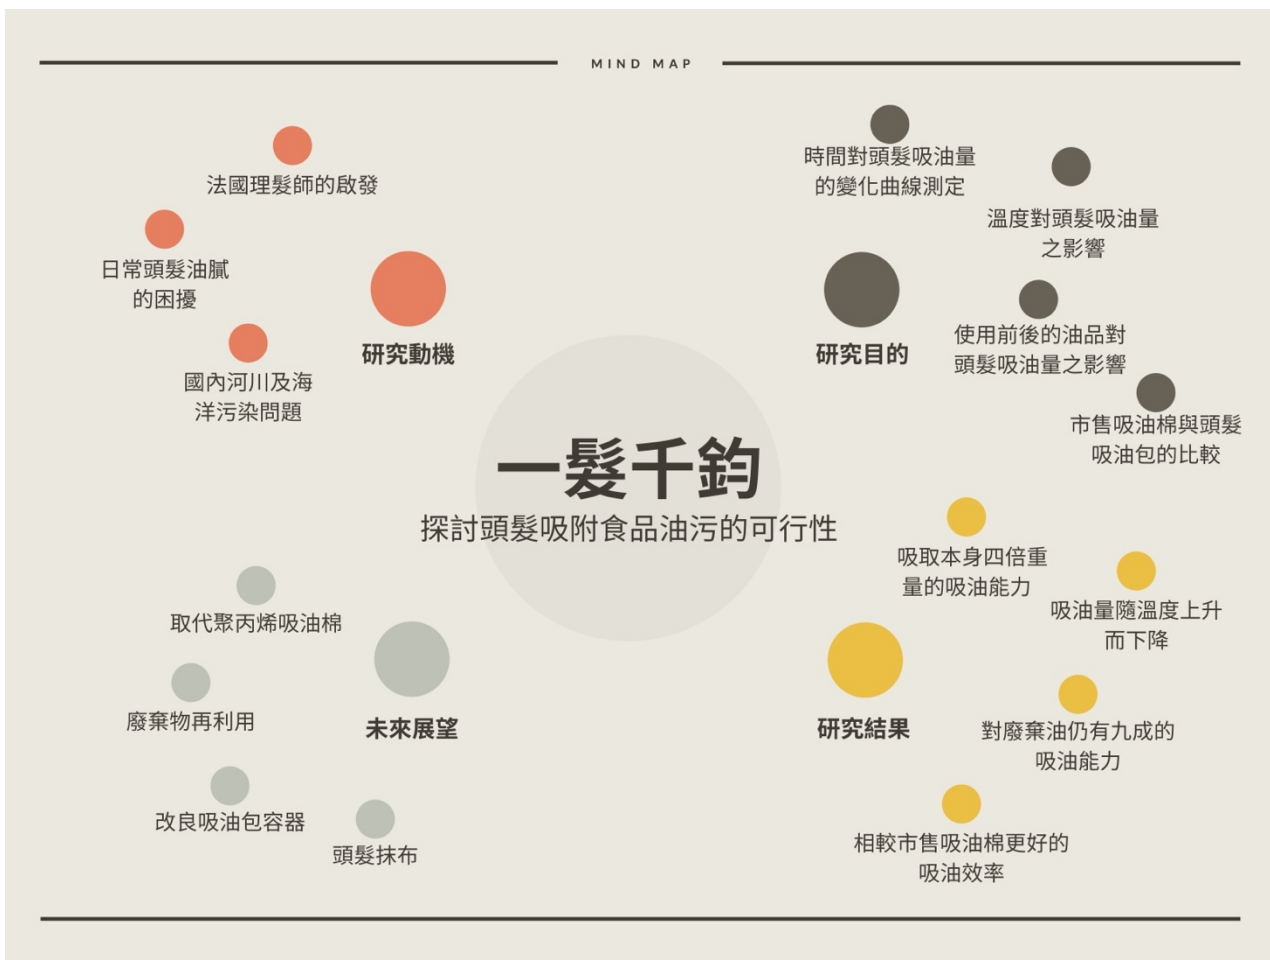 MIND MAP
法國理髮師的啟發
日常頭髮油膩
的困擾
國內河川及海
洋污染問題
研究動機
時間對頭髮吸油量
的變化曲線測定
溫度對頭髮吸油量
之影響
使用前後的油品對
頭髮吸油量之影響
市售吸油棉與頭髮
吸油包的比較
研究目的
一髮千鈞
探討頭髮吸附食品油污的可行性
取代聚丙烯吸油棉
廢棄物再利用
改良吸油包容器
頭髮抹布
未來展望
吸取本身四倍重
量的吸油能力
吸油量隨溫度上升
而下降
對廢棄油仍有九成的
吸油能力
相較市售吸油棉更好的
吸油效率
研究結果